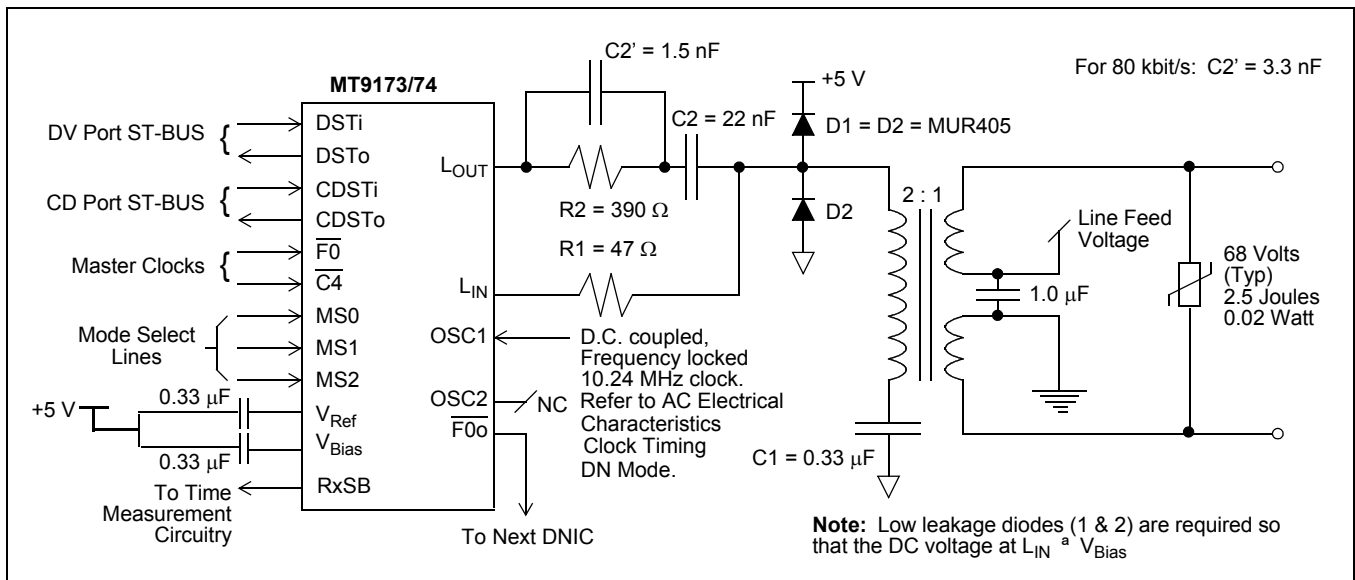 C2’ = 1.5 nF
For 80 kbit/s: C2’ = 3.3 nF
MT9173/74
+5 V
DV Port ST-BUS {
DSTi
DSTo
C2 = 22 nF
D1 = D2 = MUR405
LOUT
CD Port ST-BUS {
CDSTi
CDSTo
R2 = 390 Ω
D2
2 : 1
Line Feed
Voltage
Master Clocks {
F0
C4
R1 = 47 Ω
LIN
68 Volts
(Typ)
2.5 Joules
0.02 Watt
1.0 μF
Mode Select
Lines
MS0
MS1
MS2
OSC1
D.C. coupled,
Frequency locked
10.24 MHz clock.
Refer to AC Electrical
Characteristics
Clock Timing
DN Mode.
OSC2
NC
F0o
+5 V
0.33 μF
VRef
VBias
0.33 μF
C1 = 0.33 μF
RxSB
To Time
Measurement
Circuitry
To Next DNIC
Note: Low leakage diodes (1 & 2) are required so
that the DC voltage at LIN ª VBias